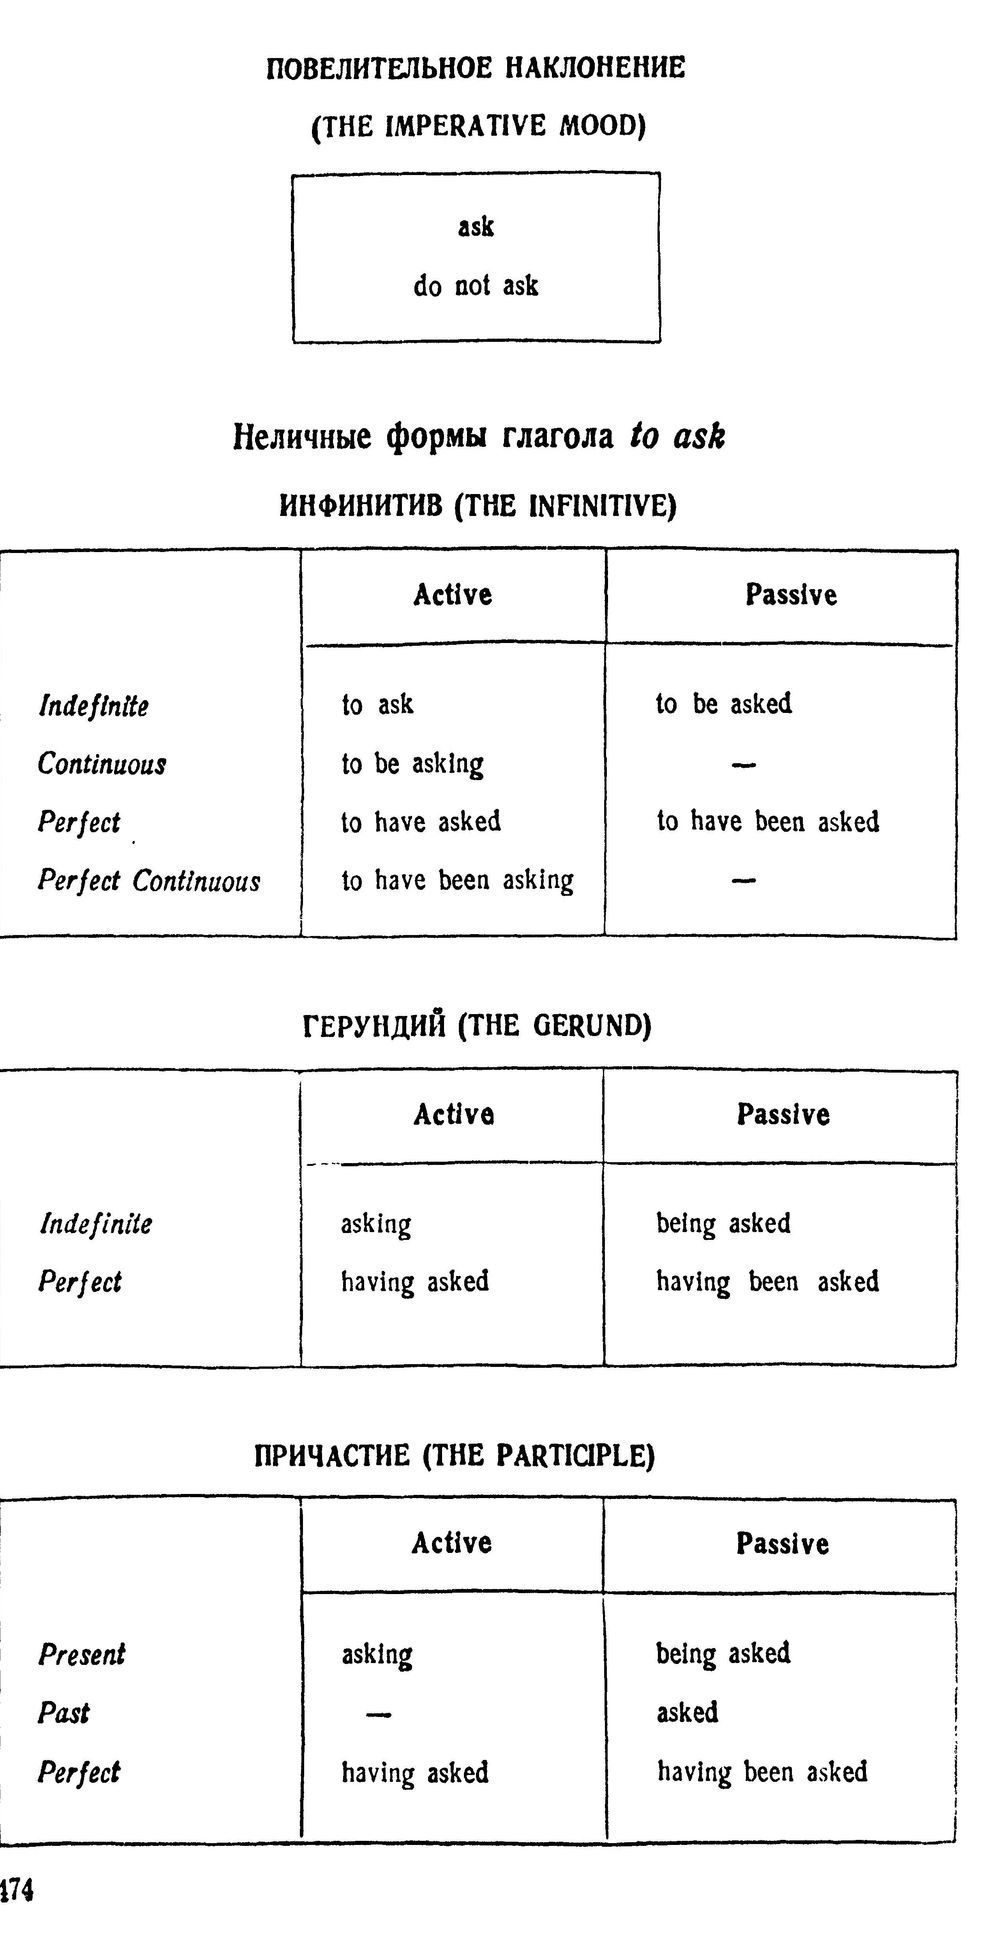 ПОВЕЛИТЕЛЬНОЕ НАКЛОНЕНИЕ
(THE IMPERATIVE MOOD)
ask
do not ask
Неличные формы глагола to ask
ИНФИНИТИВ (THE INFINITIVE)
Active Passive
Indefinite to ask to be asked
Continuous to be asking —
Perfect to have asked to have been asked
Perfect Continuous to have been asking —
ГЕРУНДИЙ (THE GERUND)
Active Passive
Indefinite asking being asked
Perfect having asked having been asked
ПРИЧАСТИЕ (THE PARTICIPLE)
Active Passive
Present asking being asked
Past — asked
Perfect having asked having been asked
474